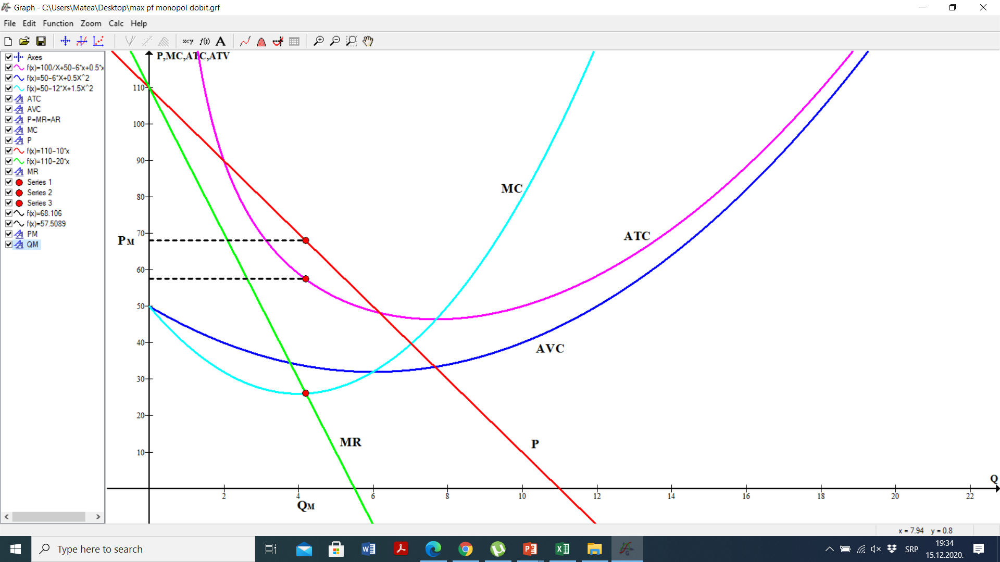 Graph - C:\Users\Matea\Desktop\max pf monopol dobit.grf
File Edit Function Zoom Calc Help
Axes
f(x)=100/X+50-6*x+0.5*x
f(x)=50-6*X+0.5X^2
f(x)=50-12*X+1.5X^2
ATC
AVC
P=MR=AR
MC
P
f(x)=110-10*x
f(x)=110-20*x
MR
Series 1
Series 2
Series 3
f(x)=68.106
f(x)=57.5089
PM
QM
P,MC,ATC,ATV
110
100
90
80
70
60
50
40
30
20
10
PM
MC
ATC
AVC
MR
P
Q
2 4 6 8 10 12 14 16 18 20 22
QM
x = 7.94 y = 0.8
Type here to search
SRP
19:34
15.12.2020.